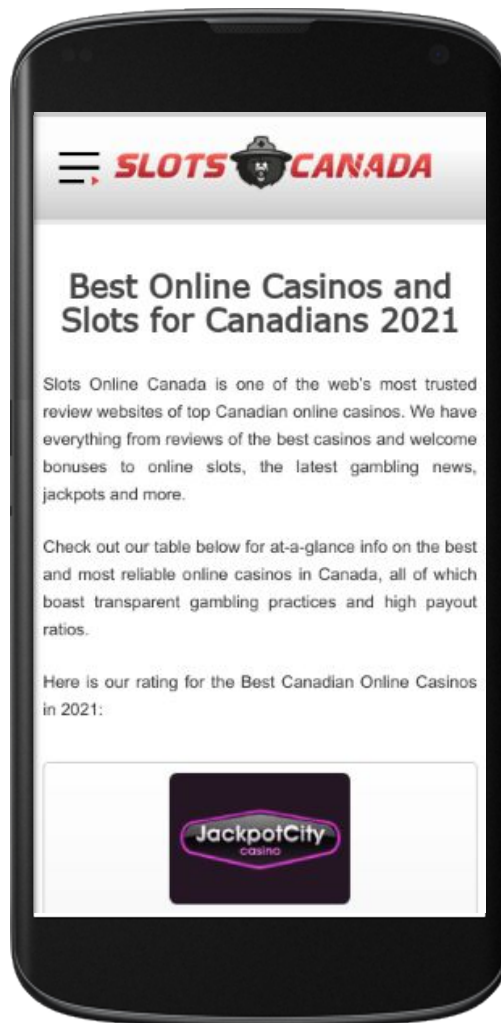 SLOTS CANADA
Best Online Casinos and
Slots for Canadians 2021
Slots Online Canada is one of the web's most trusted
review websites of top Canadian online casinos. We have
everything from reviews of the best casinos and welcome
bonuses to online slots, the latest gambling news,
jackpots and more.
Check out our table below for at-a-glance info on the best
and most reliable online casinos in Canada, all of which
boast transparent gambling practices and high payout
ratios.
Here is our rating for the Best Canadian Online Casinos
in 2021:
JackpotCity
casino